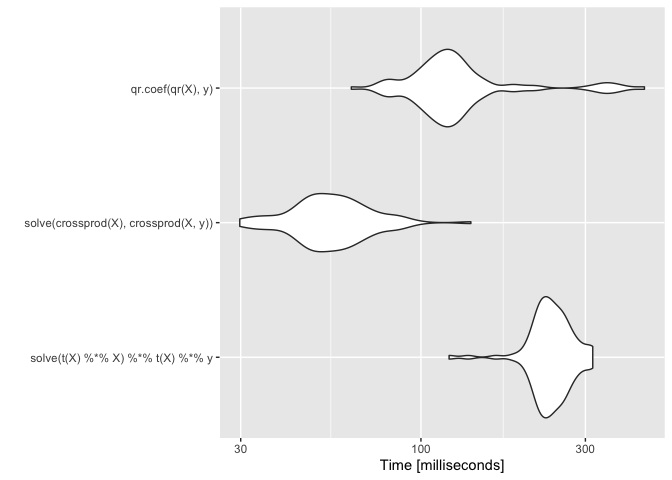 qr.coef(qr(X), y)
solve(crossprod(X), crossprod(X, y))
solve(t(X) %*% X) %*% t(X) %*% y
30 100 300
Time [milliseconds]